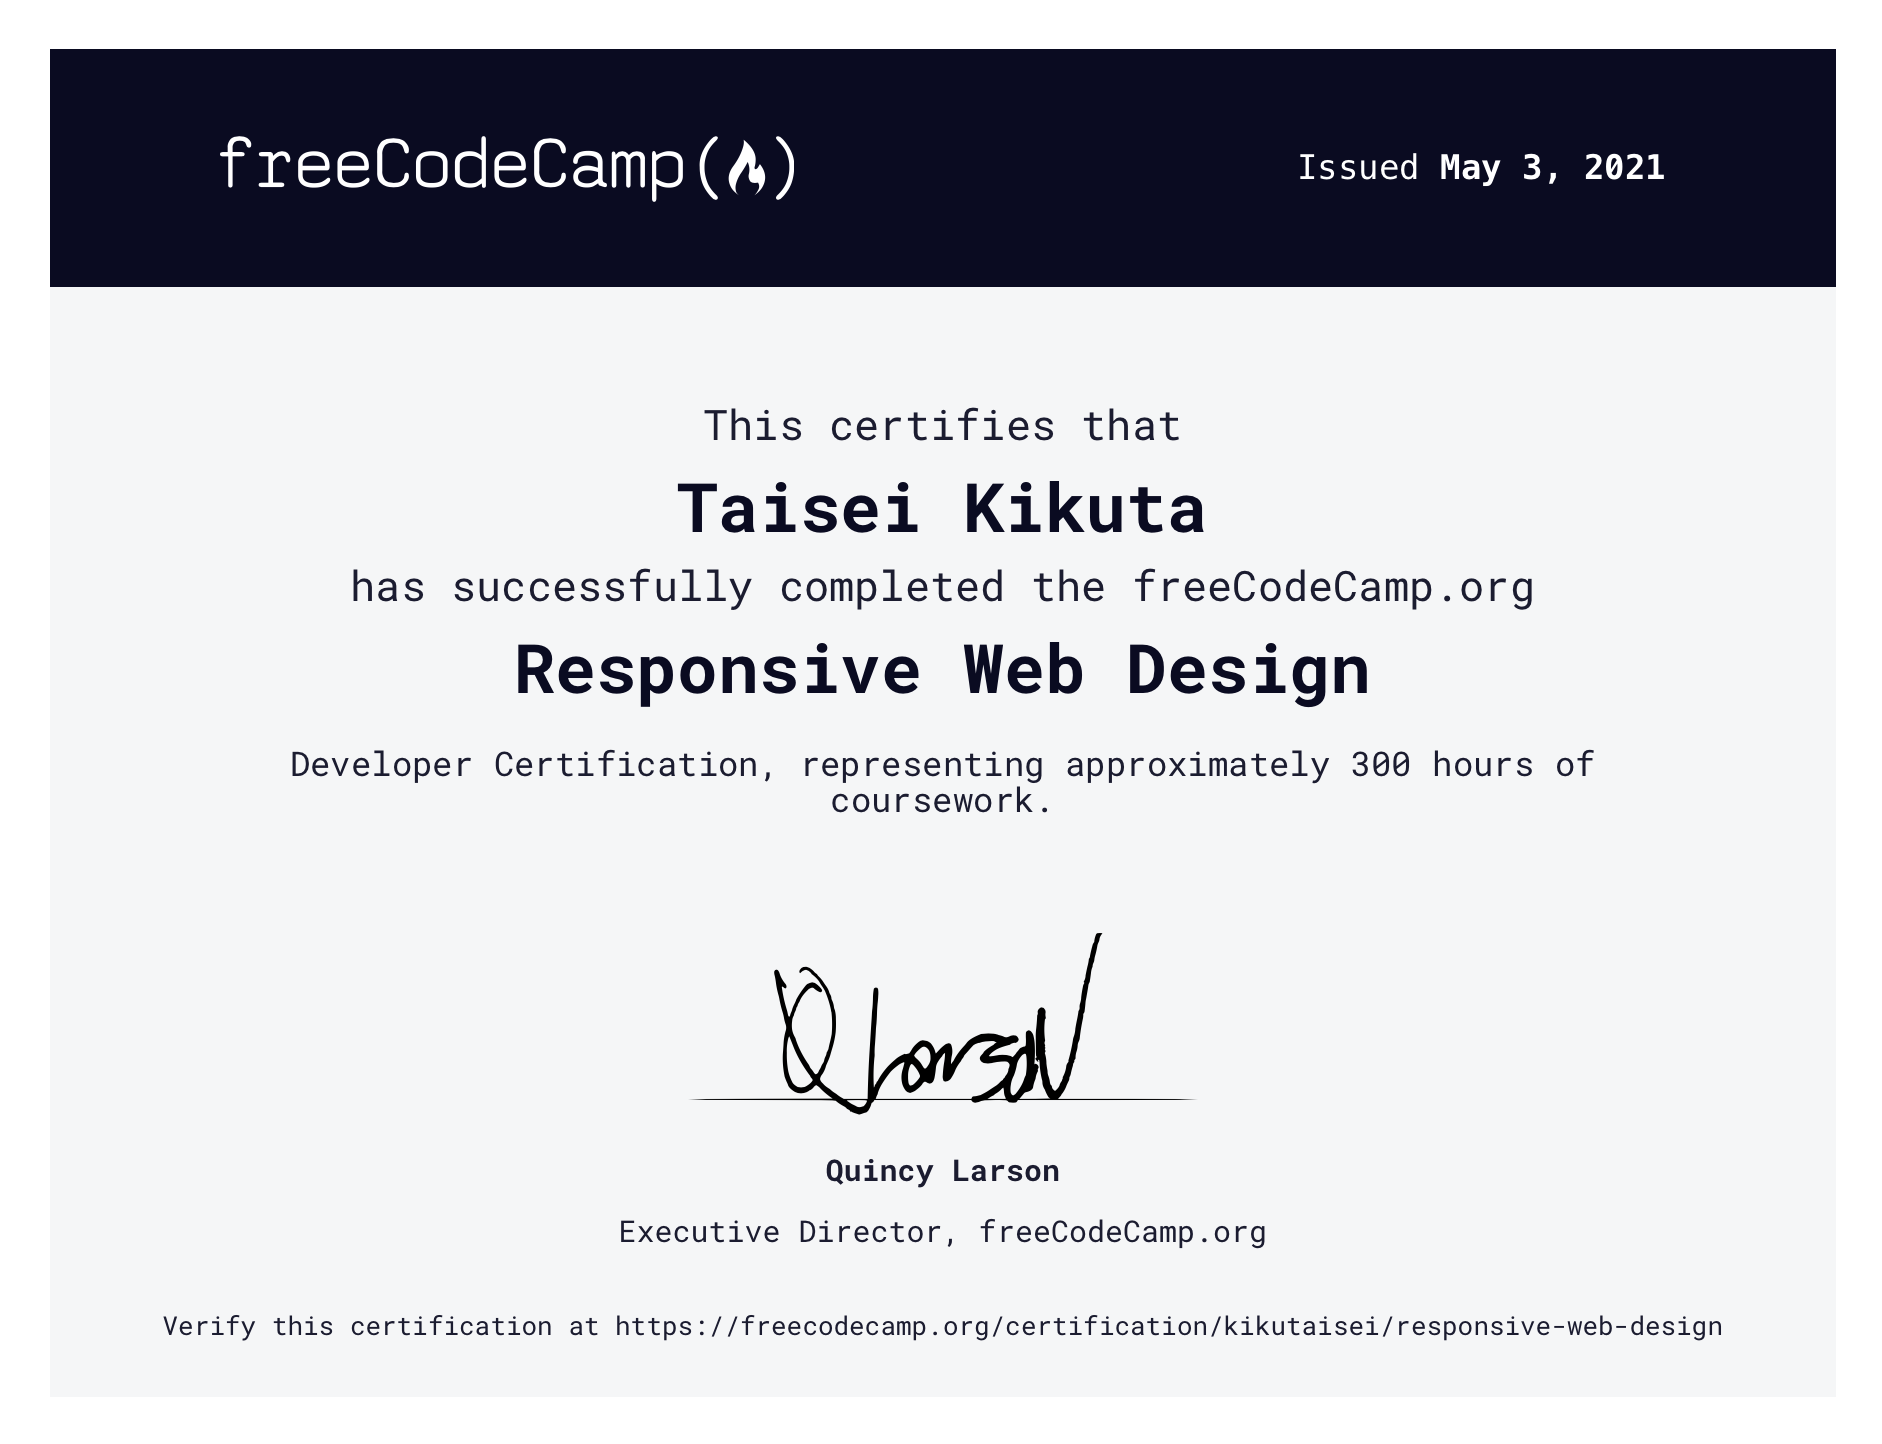 freeCodeCamp(🔥)
Issued May 3, 2021
This certifies that
Taisei Kikuta
has successfully completed the freeCodeCamp.org
Responsive Web Design
Developer Certification, representing approximately 300 hours of
coursework.
QLarson
Quincy Larson
Executive Director, freeCodeCamp.org
Verify this certification at https://freecodecamp.org/certification/kikutaisei/responsive-web-design